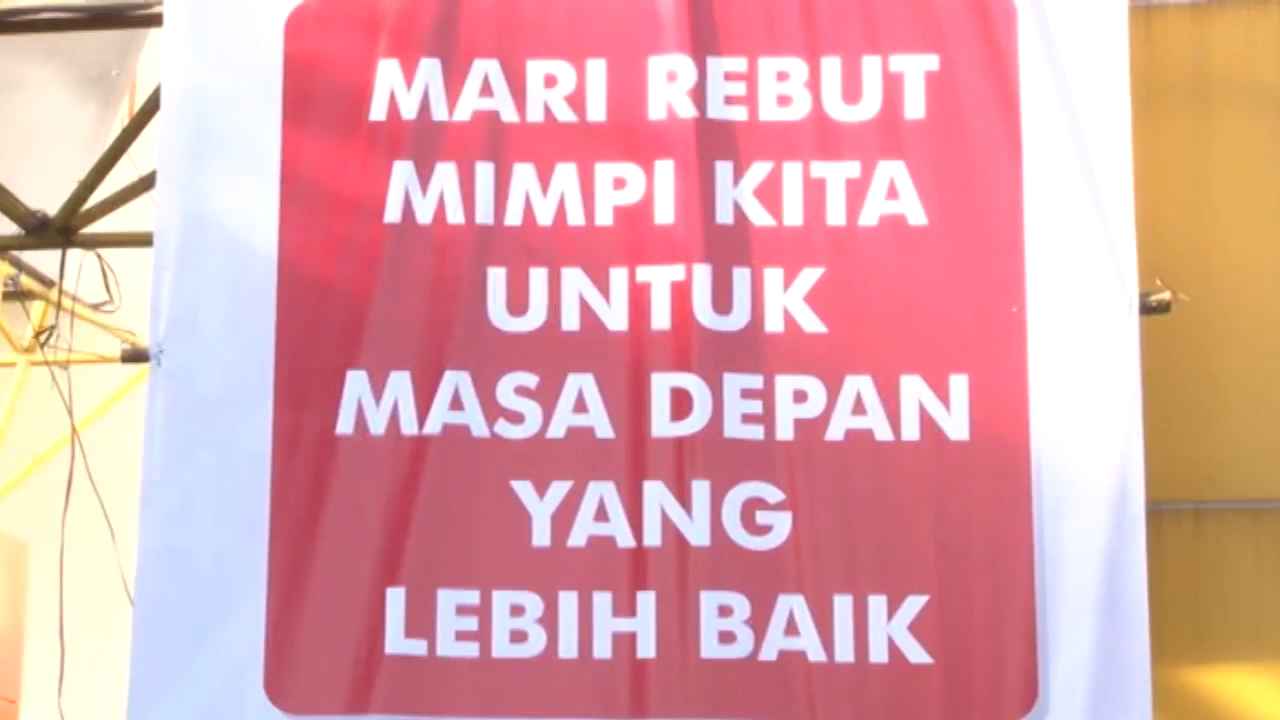 MARI REBUT
MIMPI KITA
UNTUK
MASA DEPAN
YANG
LEBIH BAIK